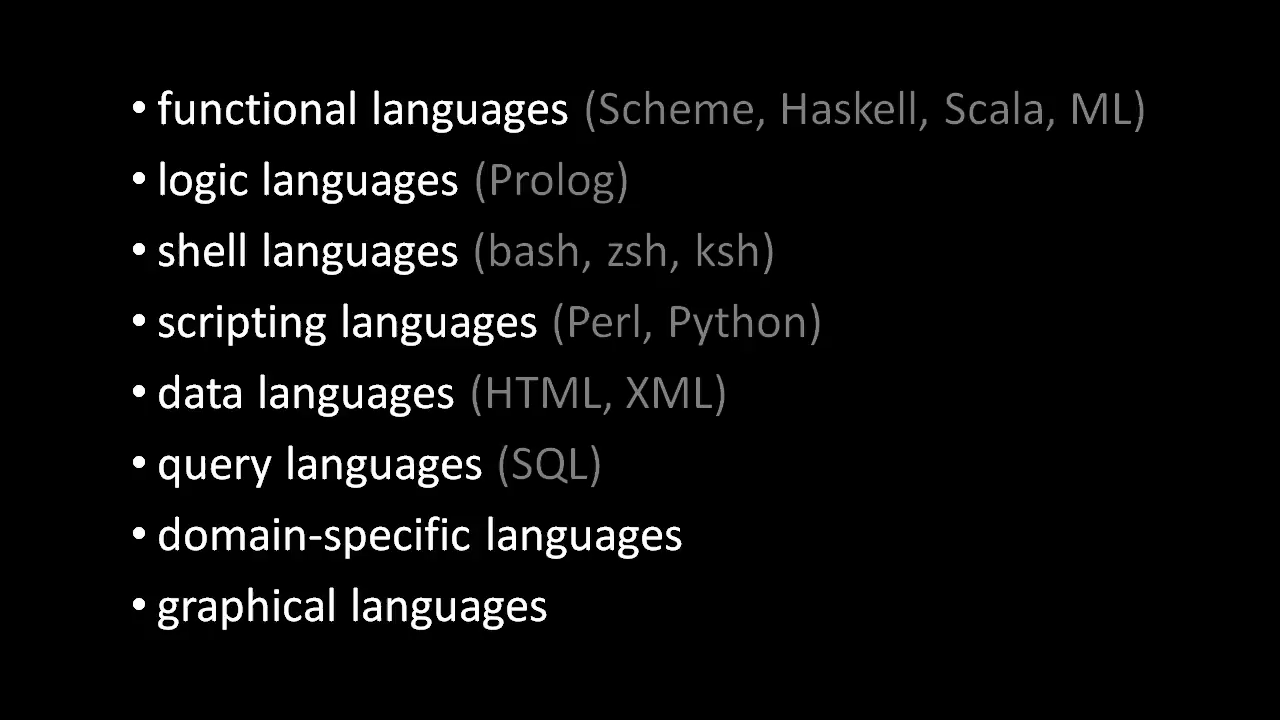 • functional languages (Scheme, Haskell, Scala, ML)
• logic languages (Prolog)
• shell languages (bash, zsh, ksh)
• scripting languages (Perl, Python)
• data languages (HTML, XML)
• query languages (SQL)
• domain-specific languages
• graphical languages